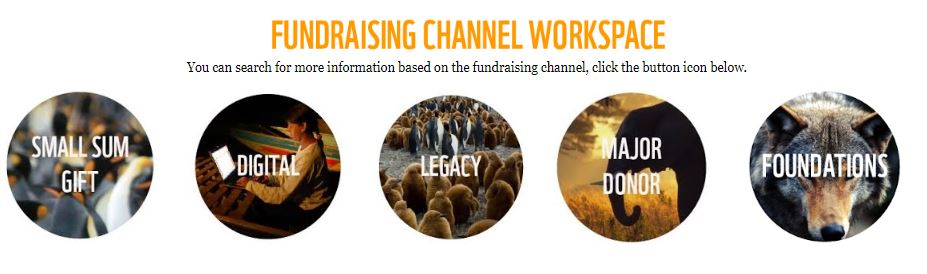 FUNDRAISING CHANNEL WORKSPACE
You can search for more information based on the fundraising channel, click the button icon below.
SMALL SUM
GIFT
DIGITAL
LEGACY
MAJOR
DONOR
FOUNDATIONS